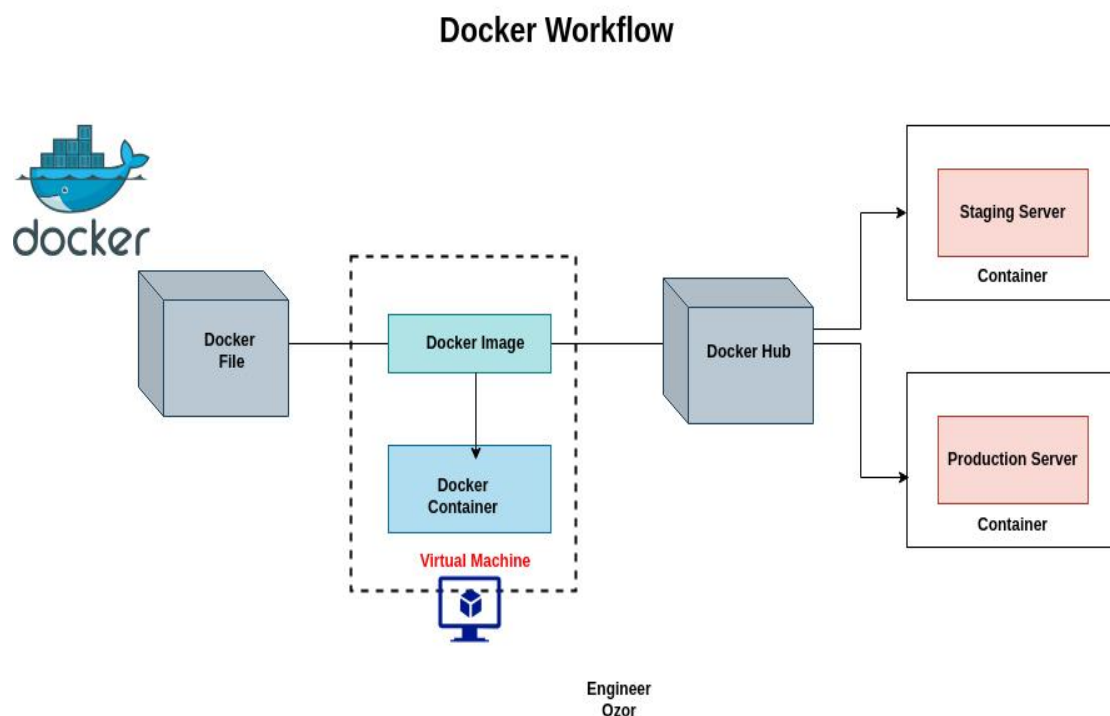 Docker Workflow
docker
Docker
File
Docker Image
Docker
Container
Virtual Machine
Docker Hub
Staging Server
Container
Production Server
Container
Engineer
Ozor